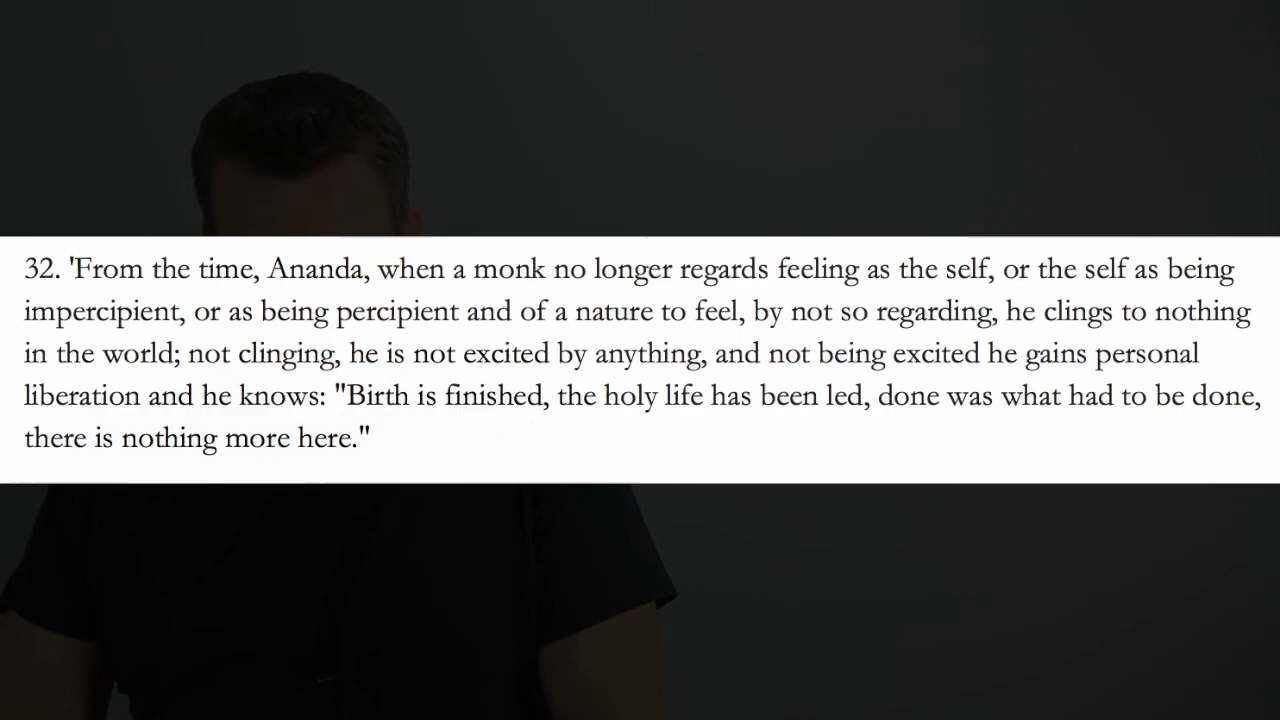 32. 'From the time, Ananda, when a monk no longer regards feeling as the self, or the self as being
impercipient, or as being percipient and of a nature to feel, by not so regarding, he clings to nothing
in the world; not clinging, he is not excited by anything, and not being excited he gains personal
liberation and he knows: "Birth is finished, the holy life has been led, done was what had to be done,
there is nothing more here."